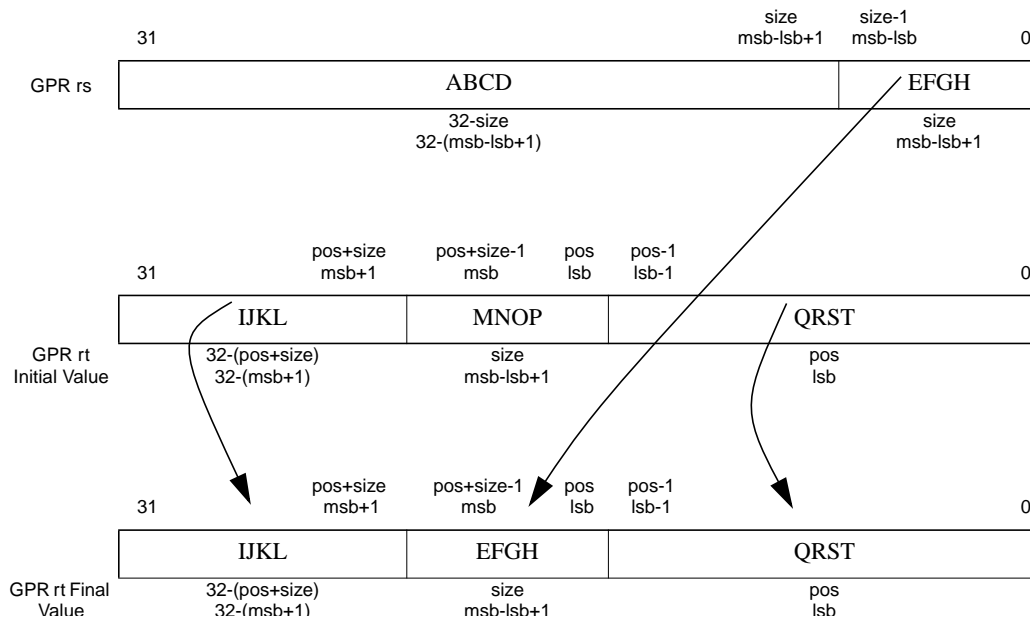 size size-1
31 msb-lsb+1 msb-lsb 0
GPR rs ABCD EFGH
32-size size
32-(msb-lsb+1) msb-lsb+1
pos+size pos+size-1 pos pos-1
31 msb+1 msb lsb lsb-1 0
IJKL MNOP QRST
GPR rt 32-(pos+size) size pos
Initial Value 32-(msb+1) msb-lsb+1 lsb
pos+size pos+size-1 pos pos-1
31 msb+1 msb lsb lsb-1 0
IJKL EFGH QRST
GPR rt Final 32-(pos+size) size pos
Value 32-(msb+1) msb-lsb+1 lsb